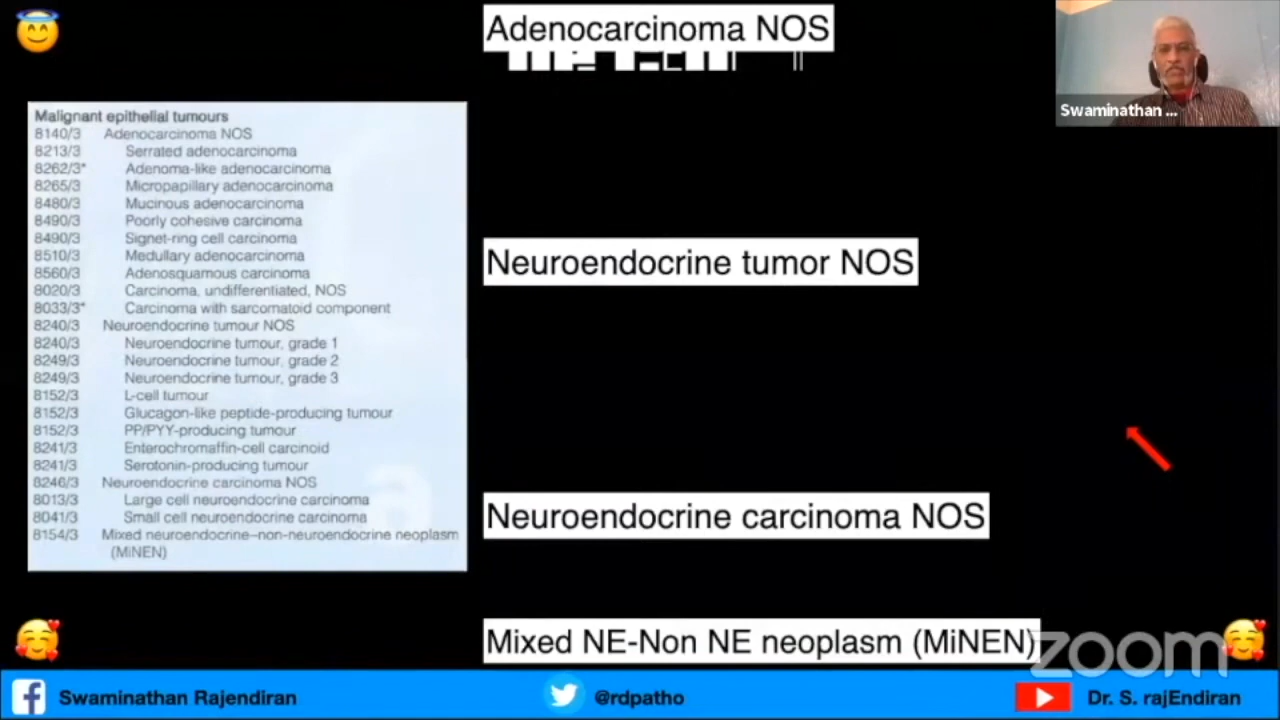 Adenocarcinoma NOS
Swaminathan ...
Malignant epithelial tumours
8140/3 Adenocarcinoma NOS
8213/3 Serrated adenocarcinoma
8262/3* Adenoma-like adenocarcinoma
8265/3 Micropapillary adenocarcinoma
8480/3 Mucinous adenocarcinoma
8490/3 Poorly cohesive carcinoma
8490/3 Signet-ring cell carcinoma
8510/3 Medullary adenocarcinoma
8560/3 Adenosquamous carcinoma
8020/3 Carcinoma, undifferentiated, NOS
8033/3* Carcinoma with sarcomatoid component
8240/3 Neuroendocrine tumour NOS
8240/3 Neuroendocrine tumour, grade 1
8249/3 Neuroendocrine tumour, grade 2
8249/3 Neuroendocrine tumour, grade 3
8152/3 L-cell tumour
8152/3 Glucagon-like peptide-producing tumour
8152/3 PP/PYY-producing tumour
8241/3 Enterochromaffin-cell carcinoid
8241/3 Serotonin-producing tumour
8246/3 Neuroendocrine carcinoma NOS
8013/3 Large cell neuroendocrine carcinoma
8041/3 Small cell neuroendocrine carcinoma
8154/3 Mixed neuroendocrine–non-neuroendocrine neoplasm
(MiNEN)
Neuroendocrine tumor NOS
Neuroendocrine carcinoma NOS
Mixed NE-Non NE neoplasm (MiNEN)
zoom
Swaminathan Rajendiran
@rdpatho
Dr. S. rajEndiran